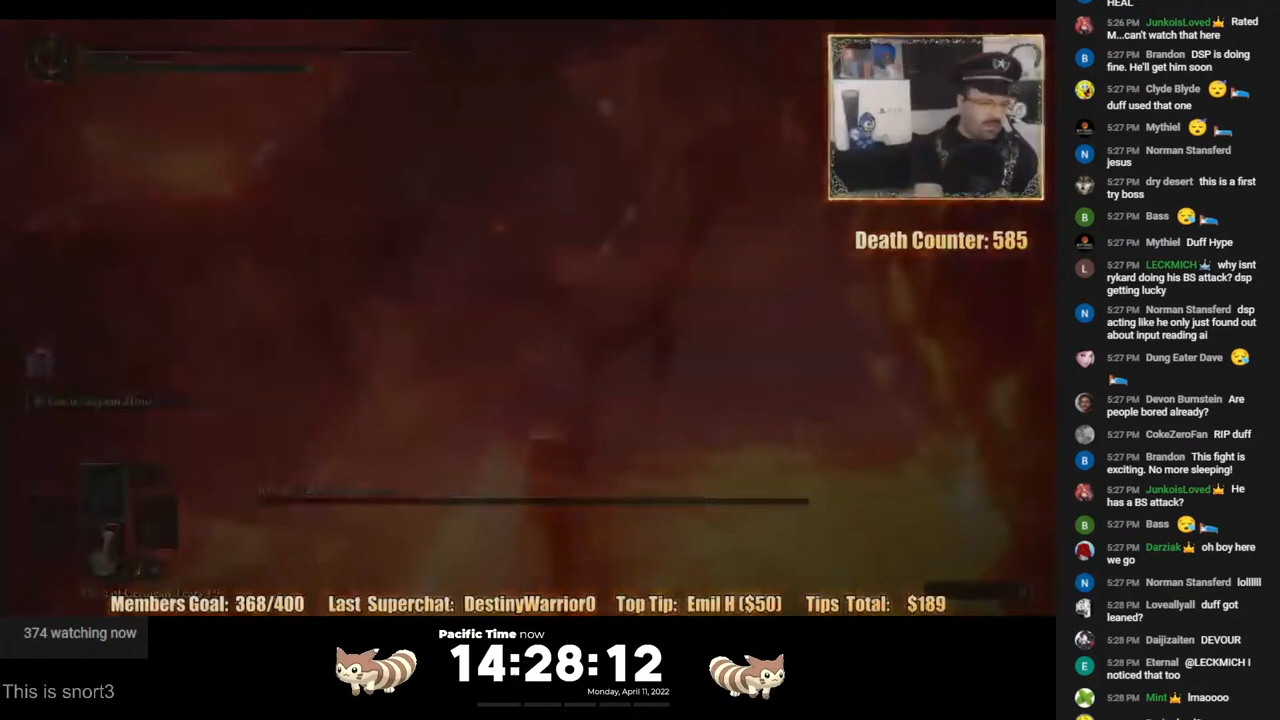 HEAL
5:26 PM JunkoisLoved Rated
M...can't watch that here
5:27 PM Brandon DSP is doing
fine. He'll get him soon
5:27 PM Clyde Blyde
duff used that one
5:27 PM Mythiel
5:27 PM Norman Stansferd
jesus
5:27 PM dry desert this is a first
try boss
5:27 PM Bass
5:27 PM Mythiel Duff Hype
5:27 PM LECKMICH why isnt
rykard doing his BS attack? dsp
getting lucky
5:27 PM Norman Stansferd dsp
acting like he only just found out
about input reading ai
5:27 PM Dung Eater Dave
5:27 PM Devon Burnstein Are
people bored already?
5:27 PM CokeZeroFan RIP duff
5:27 PM Brandon This fight is
exciting. No more sleeping!
5:27 PM JunkoisLoved He
has a BS attack?
5:27 PM Bass
5:27 PM Darziak oh boy here
we go
5:27 PM Norman Stansferd lollllll
5:28 PM Loveallyall duff got
leaned?
5:28 PM Daijizaiten DEVOUR
5:28 PM Eternal @LECKMICH I
noticed that too
5:28 PM Mint lmaoooo
Death Counter: 585
Members Goal: 368/400 Last Superchat: DestinyWarrior0 Top Tip: Emil H ($50) Tips Total: $189
374 watching now
Pacific Time now
14:28:12
Monday, April 11, 2022
This is snort3